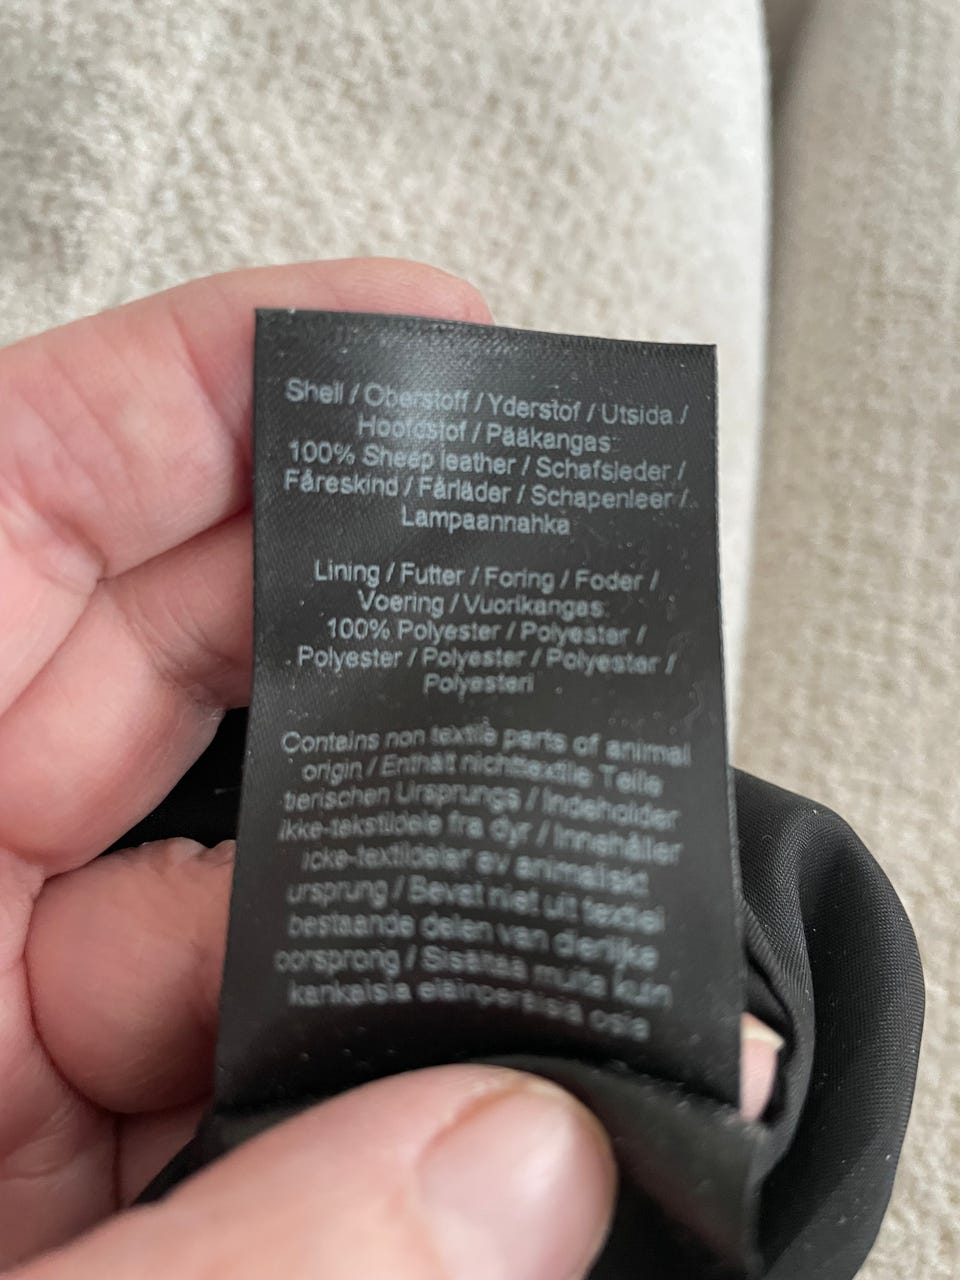 Shell / Oberstoff / Yderstof / Utsida /
Hoofdstof / Pääkangas:
100% Sheep leather / Schafsleder /
Fåreskind / Fårläder / Schapenleer /
Lampaannahka
Lining / Futter / Foring / Foder /
Voering / Vuorikangas:
100% Polyester / Polyester /
Polyester / Polyester / Polyester /
Polyesteri
Contains non textile parts of animal
origin / Enthält nichttextile Teile
tierischen Ursprungs / Indeholder
ikke-tekstildele fra dyr / Innehåller
icke-textildelar av animaliskt
ursprung / Bevat niet uit textiel
bestaande delen van dierlijke
oorsprong / Sisältää muita kuin
kankaisia eläinperäisiä osia